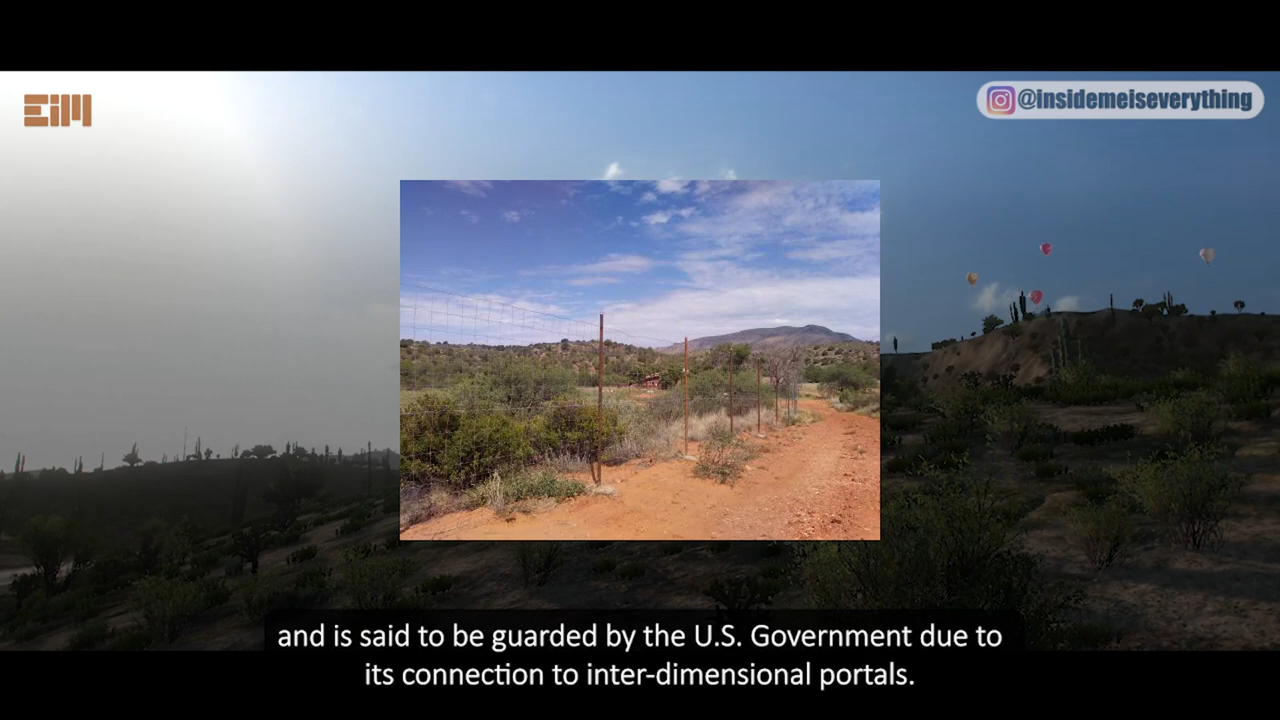 EiM
@insidemeiseverything
and is said to be guarded by the U.S. Government due to
its connection to inter-dimensional portals.